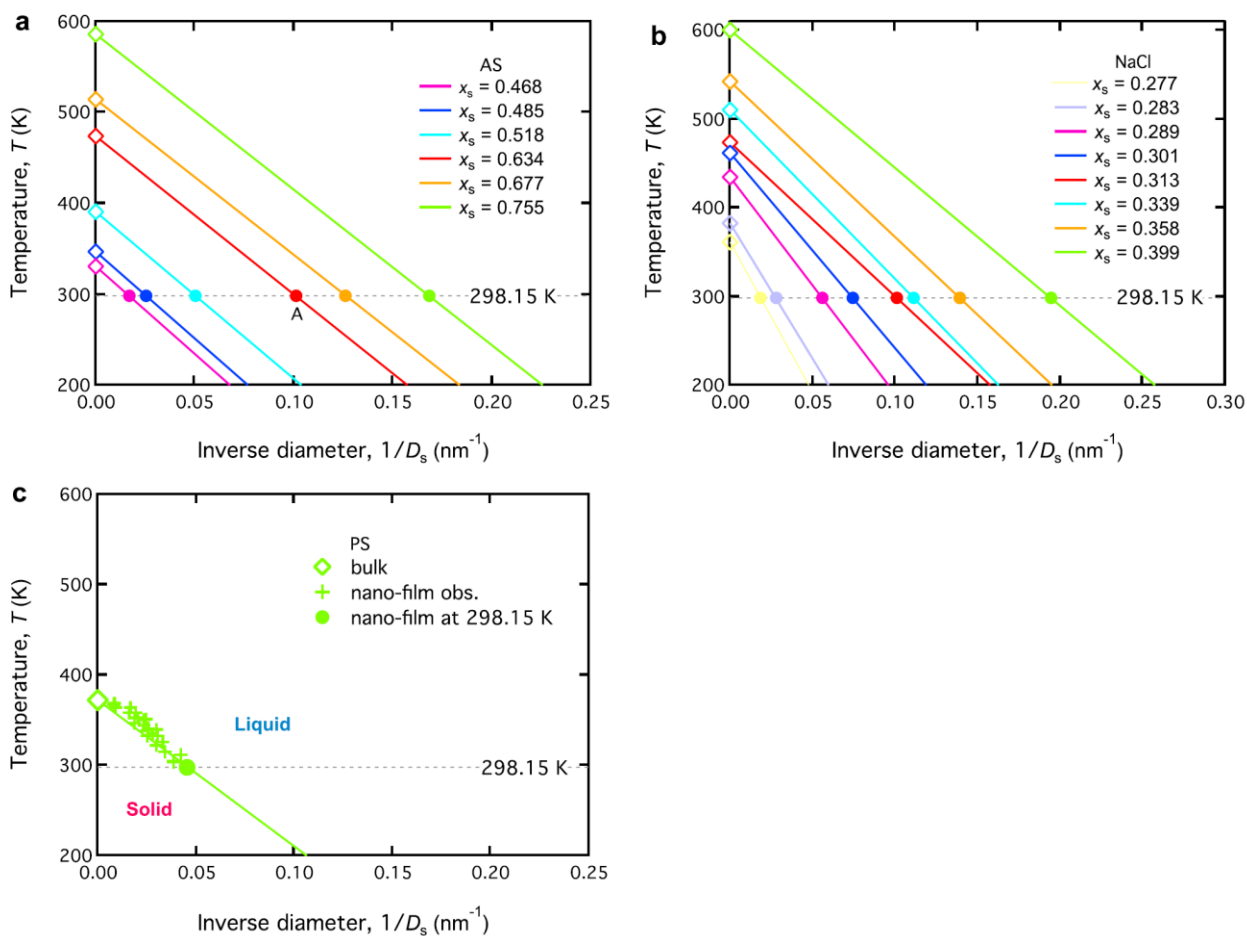 a
600
500
400
300
200
Temperature, T (K)
AS
xs = 0.468
xs = 0.485
xs = 0.518
xs = 0.634
xs = 0.677
xs = 0.755
298.15 K
A
0.00 0.05 0.10 0.15 0.20 0.25
Inverse diameter, 1/Ds (nm−1)
b
600
500
400
300
200
Temperature, T (K)
NaCl
xs = 0.277
xs = 0.283
xs = 0.289
xs = 0.301
xs = 0.313
xs = 0.339
xs = 0.358
xs = 0.399
298.15 K
0.00 0.05 0.10 0.15 0.20 0.25 0.30
Inverse diameter, 1/Ds (nm−1)
c
600
500
400
300
200
Temperature, T (K)
PS
bulk
nano-film obs.
nano-film at 298.15 K
Liquid
298.15 K
Solid
0.00 0.05 0.10 0.15 0.20 0.25
Inverse diameter, 1/Ds (nm−1)